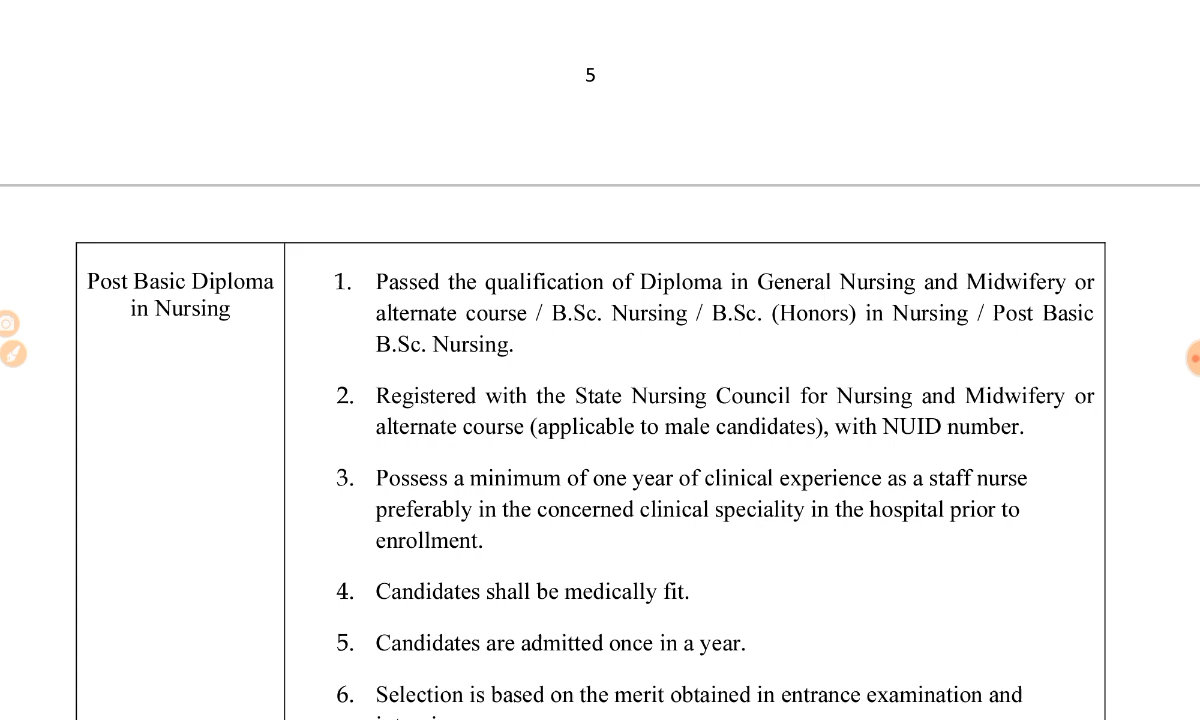 5
Post Basic Diploma
in Nursing
1. Passed the qualification of Diploma in General Nursing and Midwifery or
alternate course / B.Sc. Nursing / B.Sc. (Honors) in Nursing / Post Basic
B.Sc. Nursing.
2. Registered with the State Nursing Council for Nursing and Midwifery or
alternate course (applicable to male candidates), with NUID number.
3. Possess a minimum of one year of clinical experience as a staff nurse
preferably in the concerned clinical speciality in the hospital prior to
enrollment.
4. Candidates shall be medically fit.
5. Candidates are admitted once in a year.
6. Selection is based on the merit obtained in entrance examination and